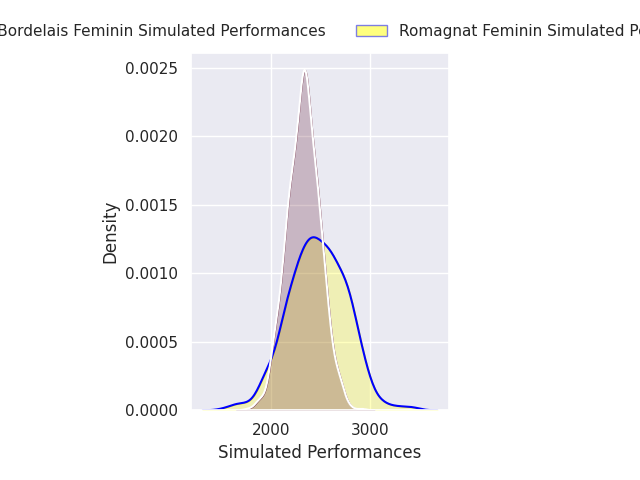 Bordelais Feminin Simulated Performances Romagnat Feminin Simulated
0.0025
0.0020
0.0015
0.0010
0.0005
0.0000
Density
2000 3000
Simulated Performances